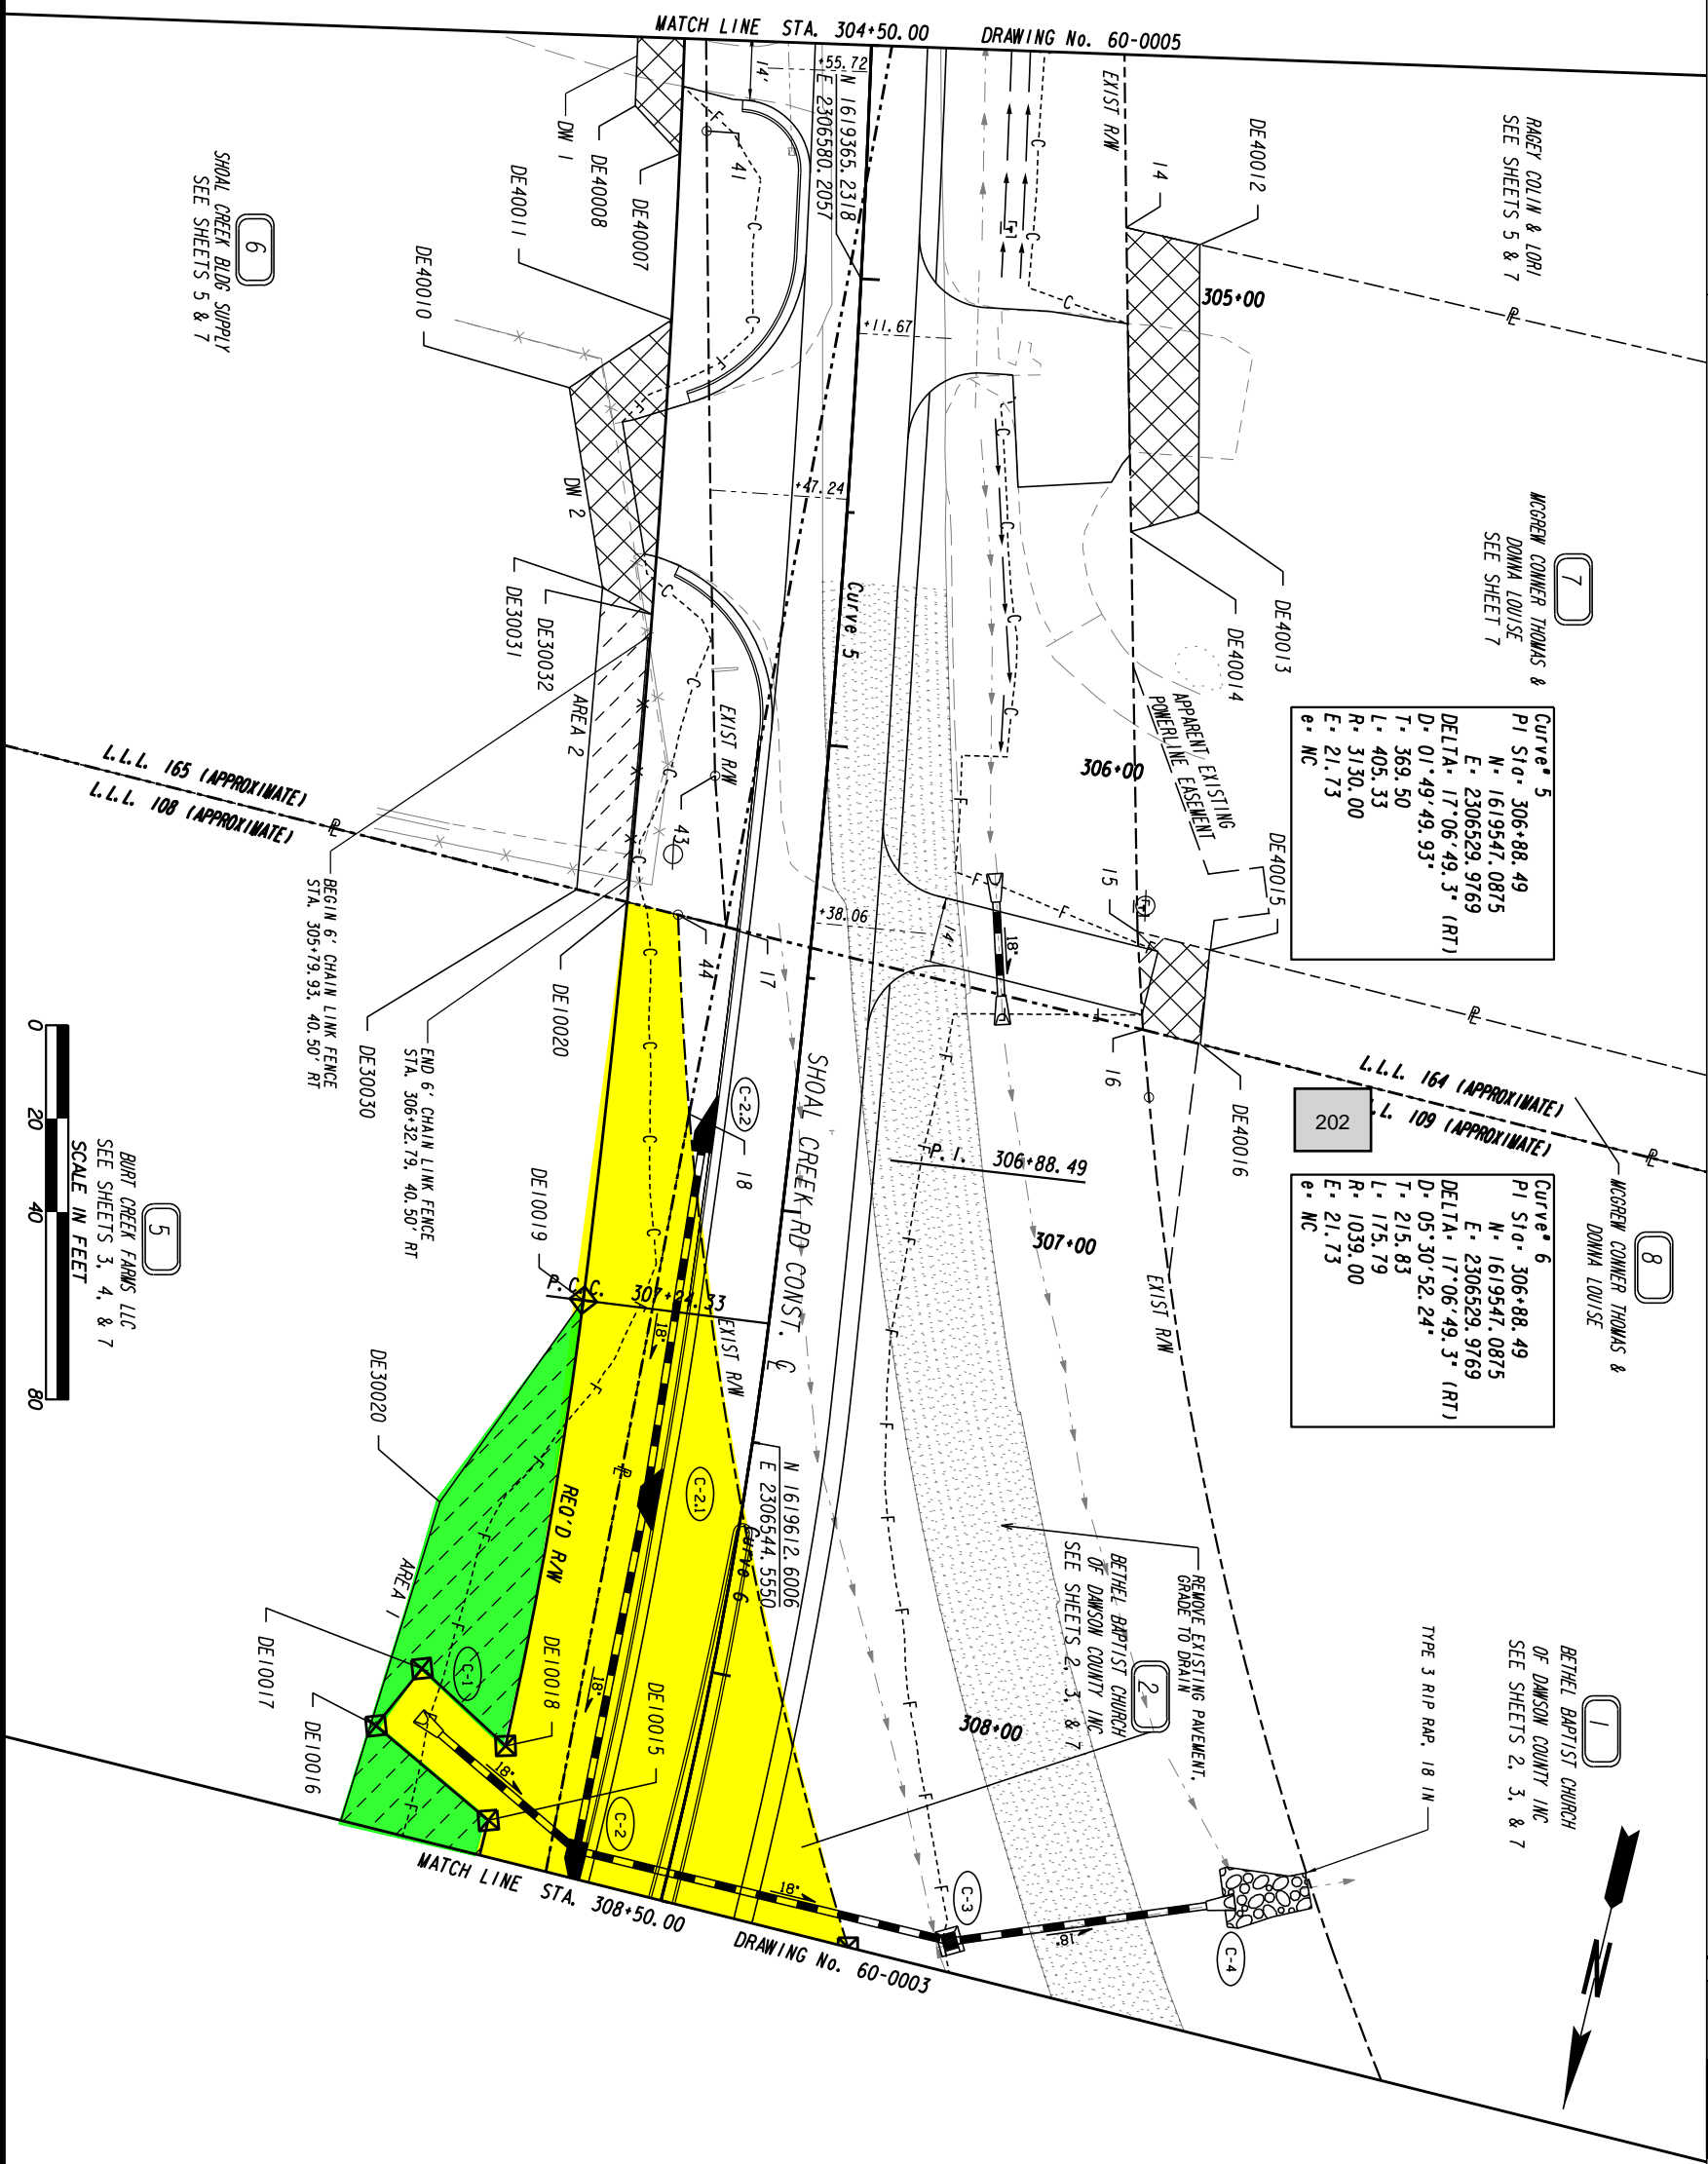 MATCH LINE STA. 304+50.00 DRAWING No. 60-0005
RAGEY COLIN & LORI
SEE SHEETS 5 & 7
7
MCGREW CONNER THOMAS &
DONNA LOUISE
SEE SHEET 7
Curve# 5
PI Sta= 306+88.49
N= 1619547.0875
E= 2306529.9769
DELTA= 17°06'49.3" (RT)
D= 01°49'49.93"
T= 369.50
L= 405.33
R= 3130.00
E= 21.73
e= NC
8
MCGREW CONNER THOMAS &
DONNA LOUISE
Curve# 6
PI Sta= 306+88.49
N= 1619547.0875
E= 2306529.9769
DELTA= 17°06'49.3" (RT)
D= 05°30'52.24"
T= 215.83
L= 175.79
R= 1039.00
E= 21.73
e= NC
1
BETHEL BAPTIST CHURCH
OF DAWSON COUNTY INC
SEE SHEETS 2, 3, & 7
TYPE 3 RIP RAP, 18 IN
L.L.L. 164 (APPROXIMATE)
L. 109 (APPROXIMATE)
202
DE40012
14
EXIST R/W
305+00
DE40013
DE40014
APPARENT EXISTING
POWERLINE EASEMENT
306+00
DE40015
15
16
DE40016
P.I. 306+88.49
307+00
EXIST R/W
REMOVE EXISTING PAVEMENT,
GRADE TO DRAIN
2
BETHEL BAPTIST CHURCH
OF DAWSON COUNTY INC
SEE SHEETS 2, 3, & 7
308+00
C-4
C-3
18"
18"
18"
+55.72
N 1619365.2318
E 2306580.2057
+11.67
+47.24
Curve 5
+38.06
14'
14'
SHOAL CREEK RD CONST. CL
N 1619612.6006
E 2306544.5550
Curve 6
41
EXIST R/W
43
44
17
C-2.2
18
P.C.C. 307+24.33
EXIST R/W
18"
C-2.1
REQ'D R/W
18"
C-2
DE10015
DE10018
18"
C-1
DE10017
DE10016
AREA 1
DE30020
DE10019
DE10020
DE30030
DW 1
DE40008
DE40007
DE40011
DE40010
DW 2
DE30031
DE30032
AREA 2
6
SHOAL CREEK BLDG SUPPLY
SEE SHEETS 5 & 7
L.L.L. 165 (APPROXIMATE)
L.L.L. 108 (APPROXIMATE)
BEGIN 6' CHAIN LINK FENCE
STA. 305+79.93, 40.50' RT
END 6' CHAIN LINK FENCE
STA. 306+32.79, 40.50' RT
5
BURT CREEK FARMS LLC
SEE SHEETS 3, 4, & 7
0 20 40 80
SCALE IN FEET
MATCH LINE STA. 308+50.00 DRAWING No. 60-0003
N